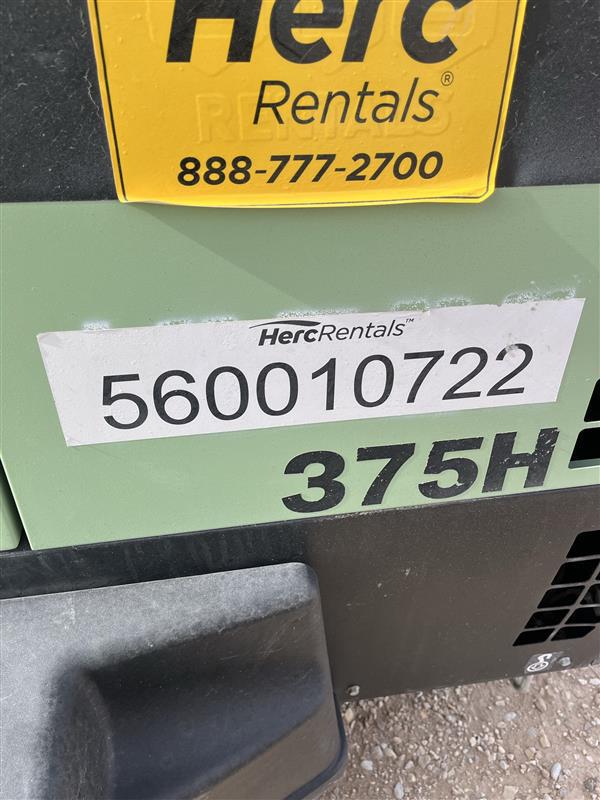 Herc
Rentals®
888-777-2700
HercRentals™
560010722
375H